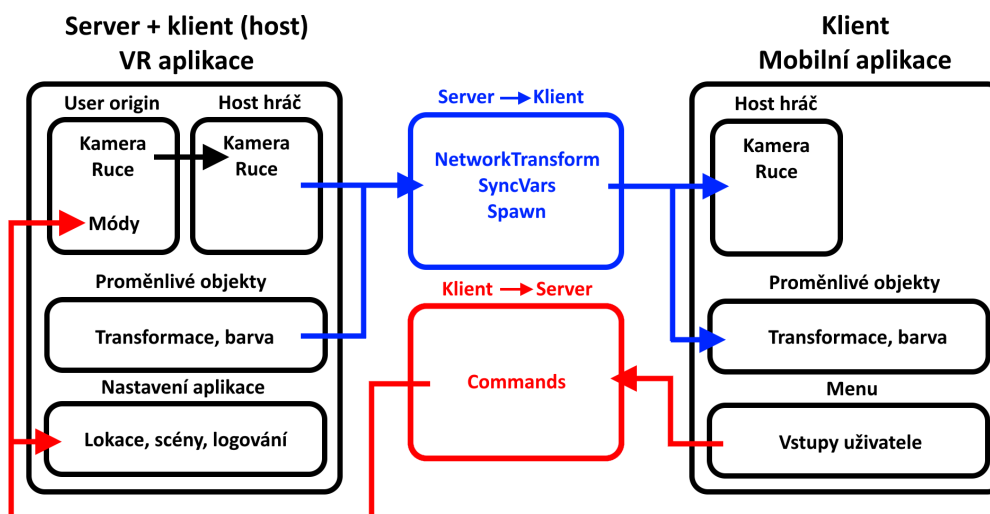 Server + klient (host)
VR aplikace
User origin
Host hráč
Kamera
Ruce
Módy
Kamera
Ruce
Proměnlivé objekty
Transformace, barva
Nastavení aplikace
Lokace, scény, logování
Server → Klient
NetworkTransform
SyncVars
Spawn
Klient → Server
Commands
Klient
Mobilní aplikace
Host hráč
Kamera
Ruce
Proměnlivé objekty
Transformace, barva
Menu
Vstupy uživatele